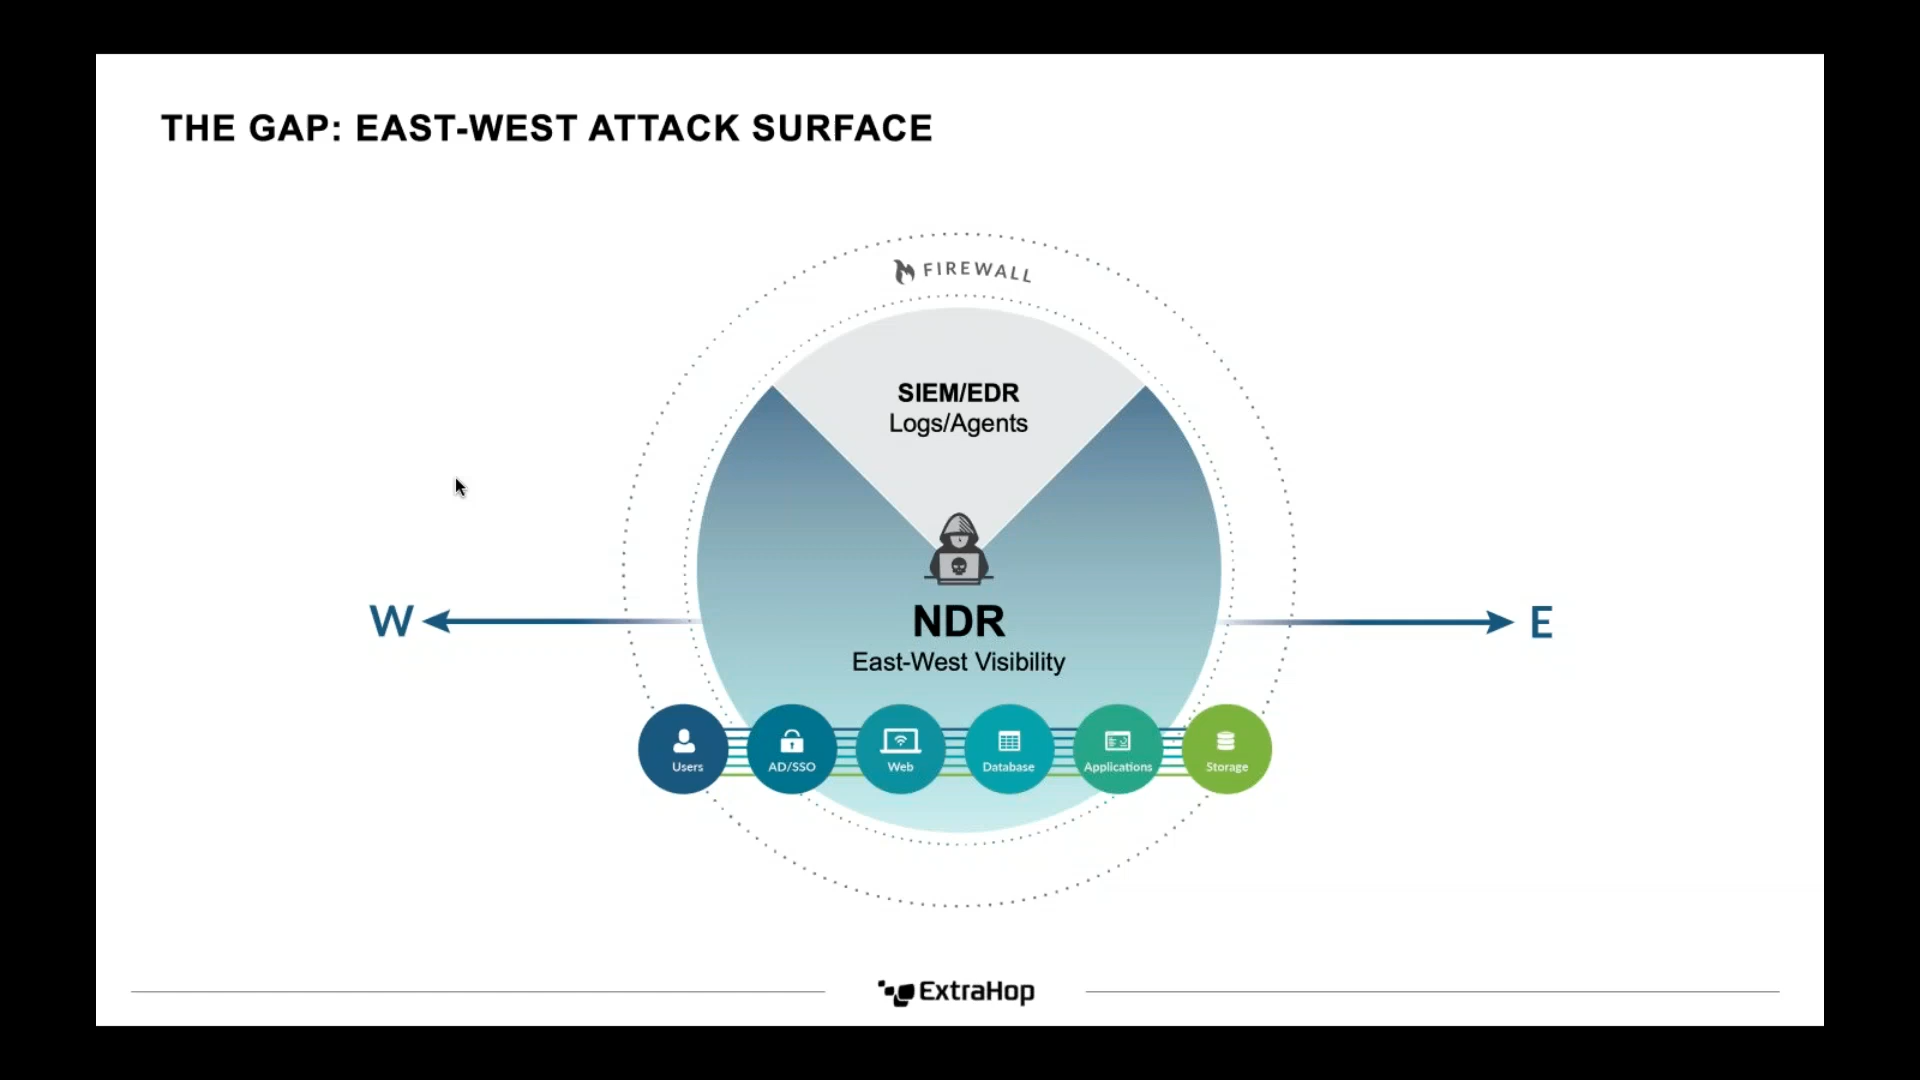 THE GAP: EAST-WEST ATTACK SURFACE
FIREWALL
SIEM/EDR
Logs/Agents
NDR
East-West Visibility
W
E
Users
AD/SSO
Web
Database
Applications
Storage
ExtraHop